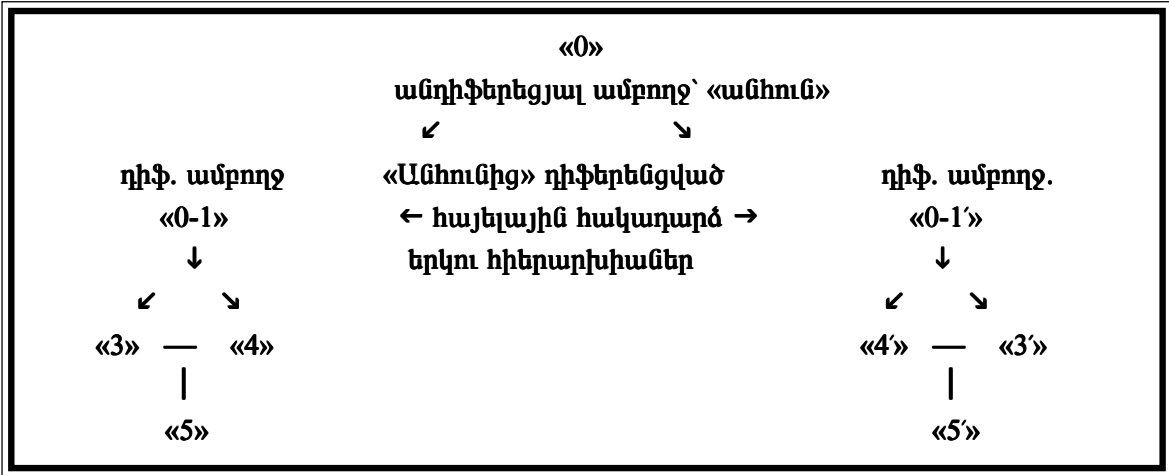 «0»
անդիֆերեցյալ ամբողջ՝ «անհուն»
↙ ↘
դիֆ. ամբողջ «Անհունից» դիֆերենցված դիֆ. ամբողջ.
«0-1» ← հայելային հակադարձ → «0-1′»
↓ երկու հիերարխիաներ ↓
↙ ↘ ↙ ↘
«3» — «4» «4′» — «3′»
| |
«5» «5′»